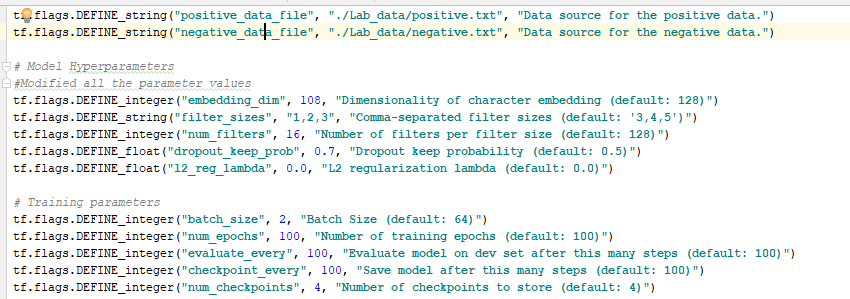 tf.flags.DEFINE_string("positive_data_file", "./Lab_data/positive.txt", "Data source for the positive data.")
tf.flags.DEFINE_string("negative_data_file", "./Lab_data/negative.txt", "Data source for the negative data.")
# Model Hyperparameters
#Modified all the parameter values
tf.flags.DEFINE_integer("embedding_dim", 108, "Dimensionality of character embedding (default: 128)")
tf.flags.DEFINE_string("filter_sizes", "1,2,3", "Comma-separated filter sizes (default: '3,4,5')")
tf.flags.DEFINE_integer("num_filters", 16, "Number of filters per filter size (default: 128)")
tf.flags.DEFINE_float("dropout_keep_prob", 0.7, "Dropout keep probability (default: 0.5)")
tf.flags.DEFINE_float("l2_reg_lambda", 0.0, "L2 regularization lambda (default: 0.0)")
# Training parameters
tf.flags.DEFINE_integer("batch_size", 2, "Batch Size (default: 64)")
tf.flags.DEFINE_integer("num_epochs", 100, "Number of training epochs (default: 100)")
tf.flags.DEFINE_integer("evaluate_every", 100, "Evaluate model on dev set after this many steps (default: 100)")
tf.flags.DEFINE_integer("checkpoint_every", 100, "Save model after this many steps (default: 100)")
tf.flags.DEFINE_integer("num_checkpoints", 4, "Number of checkpoints to store (default: 4)")